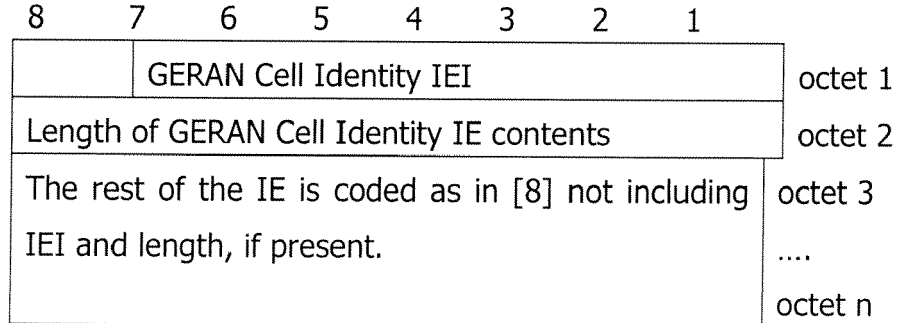 8 7 6 5 4 3 2 1
GERAN Cell Identity IEI octet 1
Length of GERAN Cell Identity IE contents octet 2
The rest of the IE is coded as in [8] not including octet 3
IEI and length, if present. ....
octet n